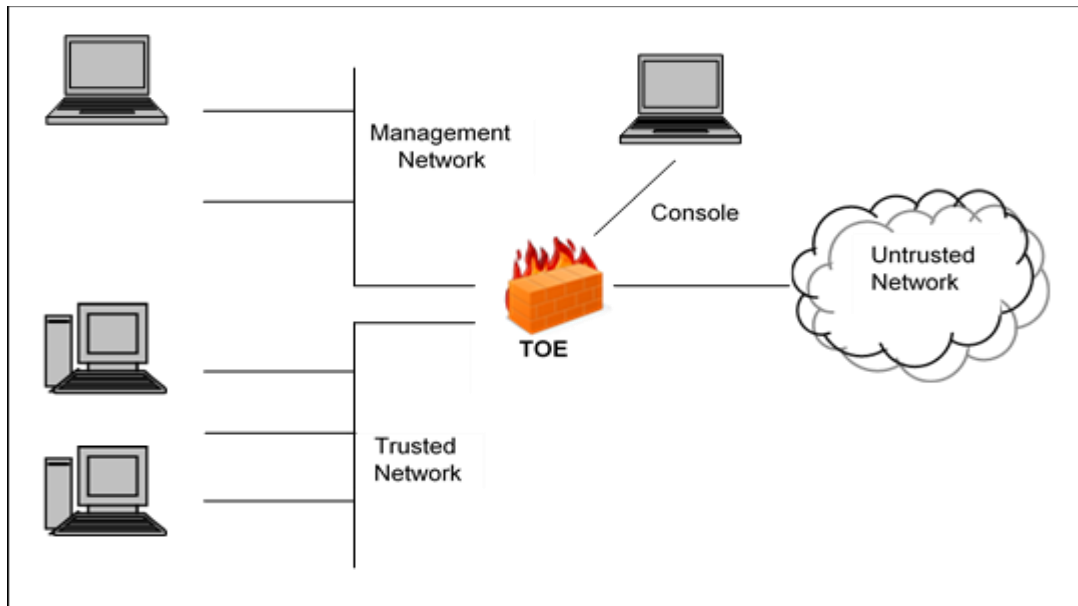 Management
Network
Console
Untrusted
Network
TOE
Trusted
Network